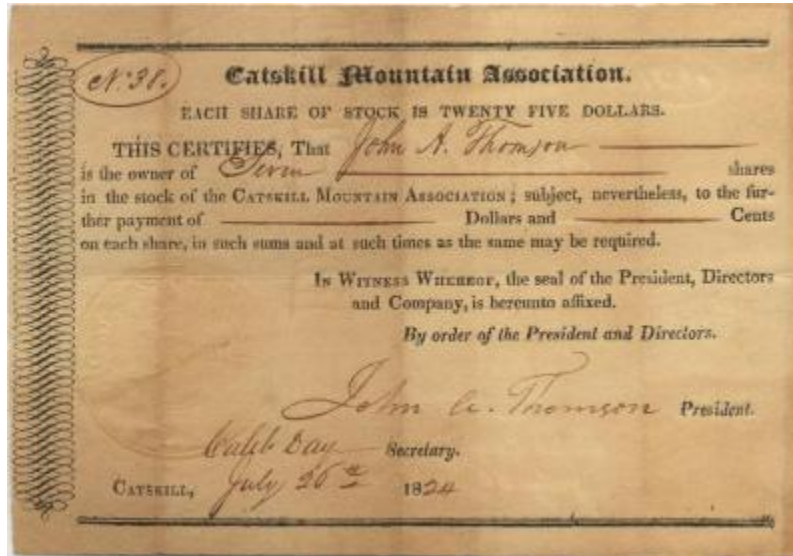 No. 38.
Catskill Mountain Association.
EACH SHARE OF STOCK IS TWENTY FIVE DOLLARS.
THIS CERTIFIES, That John A. Thomson
is the owner of Seven shares
in the stock of the CATSKILL MOUNTAIN ASSOCIATION; subject, nevertheless, to the fur-
ther payment of Dollars and Cents
on each share, in such sums and at such times as the same may be required.
IN WITNESS WHEREOF, the seal of the President, Directors
and Company, is hereunto affixed.
By order of the President and Directors.
John A. Thomson President.
Caleb Day Secretary.
CATSKILL, July 26th 1824